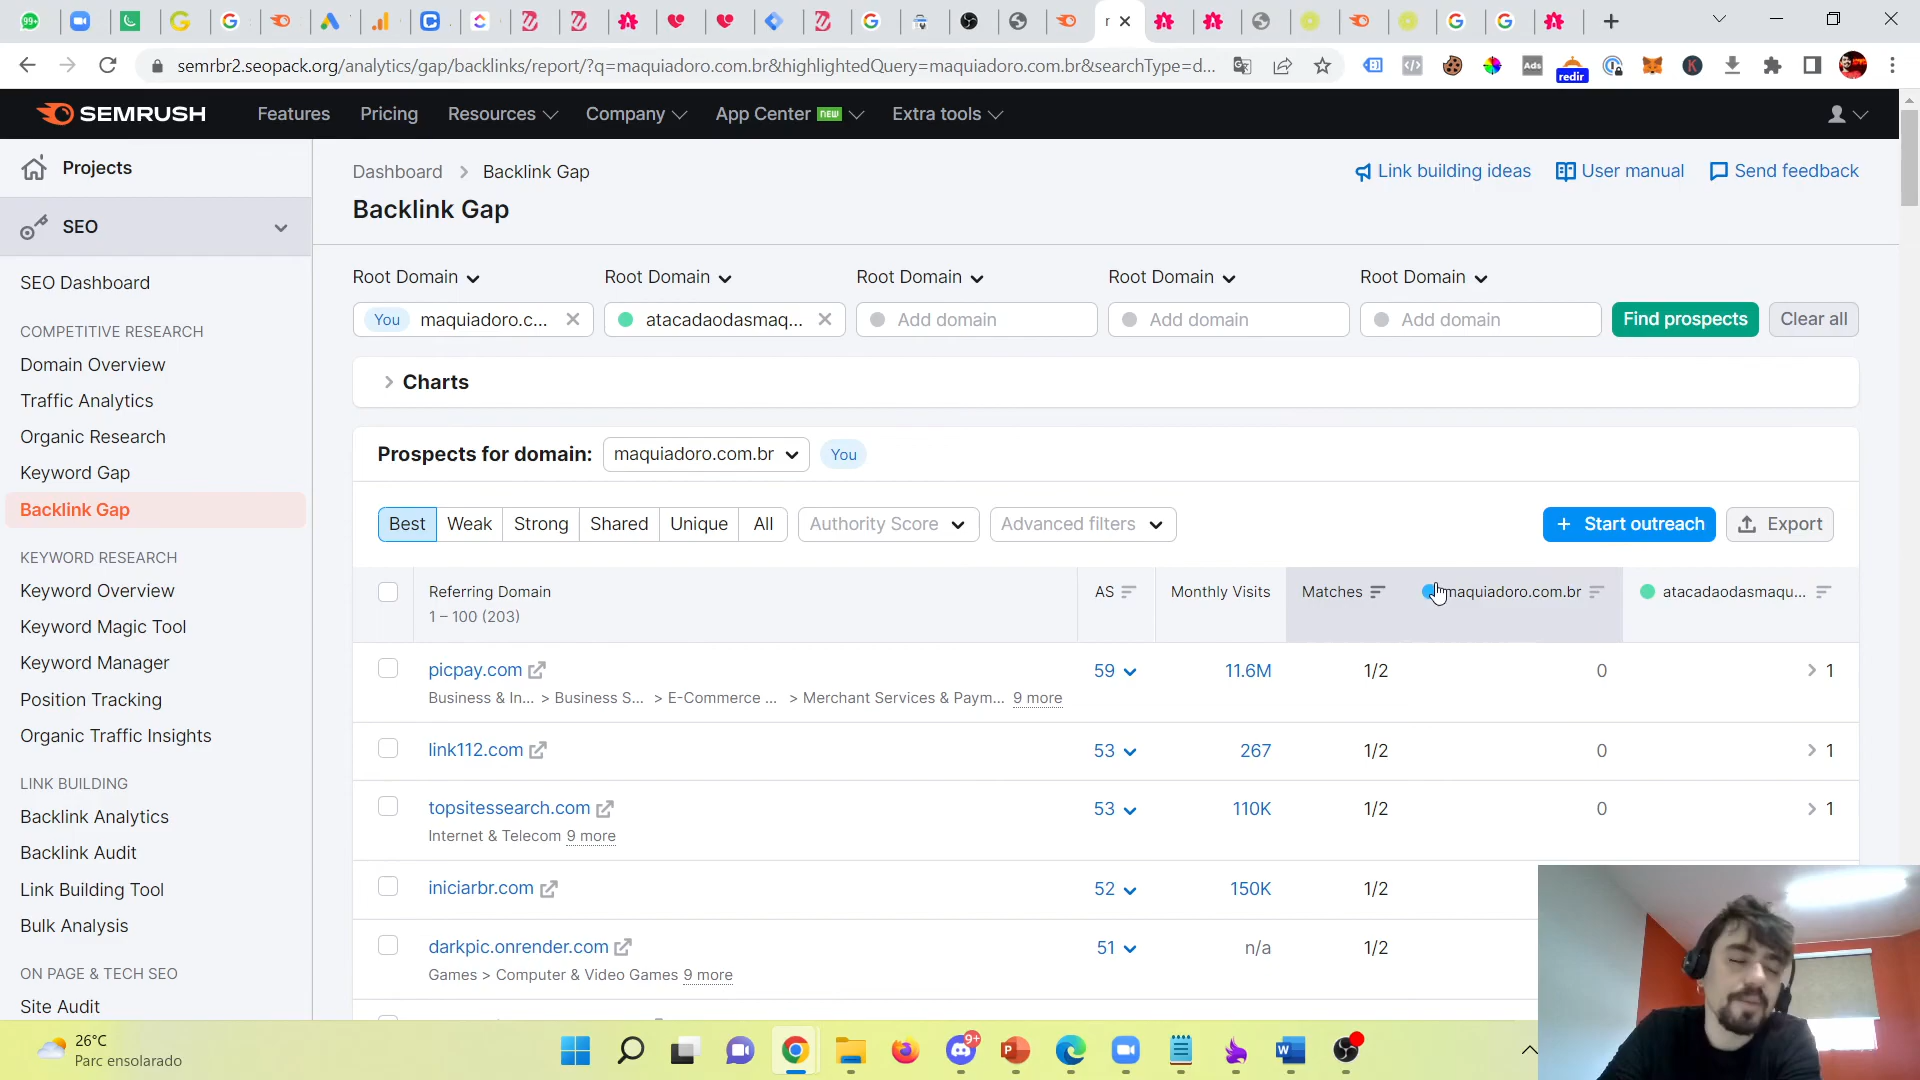 99+
semrbr2.seopack.org/analytics/gap/backlinks/report/?q=maquiadoro.com.br&highlightedQuery=maquiadoro.com.br&searchType=d...
Ads
redir
SEMRUSH
Features
Pricing
Resources
Company
App Center NEW
Extra tools
Projects
SEO
SEO Dashboard
COMPETITIVE RESEARCH
Domain Overview
Traffic Analytics
Organic Research
Keyword Gap
Backlink Gap
KEYWORD RESEARCH
Keyword Overview
Keyword Magic Tool
Keyword Manager
Position Tracking
Organic Traffic Insights
LINK BUILDING
Backlink Analytics
Backlink Audit
Link Building Tool
Bulk Analysis
ON PAGE & TECH SEO
Site Audit
Dashboard > Backlink Gap
Link building ideas
User manual
Send feedback
Backlink Gap
Root Domain
Root Domain
Root Domain
Root Domain
Root Domain
You maquiadoro.c...
atacadaodasmaq...
Add domain
Add domain
Add domain
Find prospects
Clear all
Charts
Prospects for domain: maquiadoro.com.br You
Best Weak Strong Shared Unique All Authority Score Advanced filters
+ Start outreach
Export
Referring Domain
1 – 100 (203)
AS
Monthly Visits
Matches
maquiadoro.com.br
atacadaodasmaqu...
picpay.com 59 11.6M 1/2 0 > 1
Business & In... > Business S... > E-Commerce ... > Merchant Services & Paym... 9 more
link112.com 53 267 1/2 0 > 1
topsitessearch.com 53 110K 1/2 0 > 1
Internet & Telecom 9 more
iniciarbr.com 52 150K 1/2
darkpic.onrender.com 51 n/a 1/2
Games > Computer & Video Games 9 more
26°C
Parc ensolarado
9+